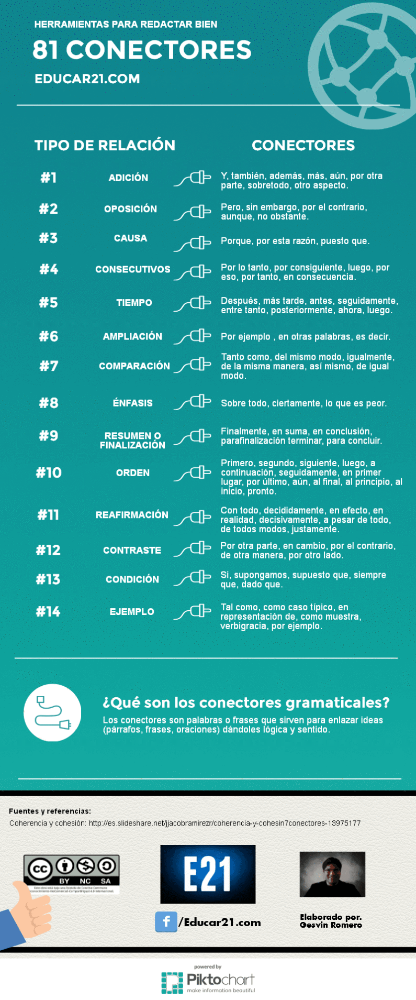 HERRAMIENTAS PARA REDACTAR BIEN
81 CONECTORES
EDUCAR21.COM
TIPO DE RELACIÓN
CONECTORES
#1
ADICIÓN
Y, también, además, más, aún, por otra
parte, sobretodo, otro aspecto.
#2
OPOSICIÓN
Pero, sin embargo, por el contrario,
aunque, no obstante.
#3
CAUSA
Porque, por esta razón, puesto que.
#4
CONSECUTIVOS
Por lo tanto, por consiguiente, luego, por
eso, por tanto, en consecuencia.
#5
TIEMPO
Después, más tarde, antes, seguidamente,
entre tanto, posteriormente, ahora, luego.
#6
AMPLIACIÓN
Por ejemplo , en otras palabras, es decir.
#7
COMPARACIÓN
Tanto como, del mismo modo, igualmente,
de la misma manera, así mismo, de igual
modo.
#8
ÉNFASIS
Sobre todo, ciertamente, lo que es peor.
#9
RESUMEN O
FINALIZACIÓN
Finalmente, en suma, en conclusión,
parafinalización terminar, para concluir.
#10
ORDEN
Primero, segundo, siguiente, luego, a
continuación, seguidamente, en primer
lugar, por último, aún, al final, al principio, al
inicio, pronto.
#11
REAFIRMACIÓN
Con todo, decididamente, en efecto, en
realidad, decisivamente, a pesar de todo,
de todos modos, justamente.
#12
CONTRASTE
Por otra parte, en cambio, por el contrario,
de otra manera, por otro lado.
#13
CONDICIÓN
Si, supongamos, supuesto que, siempre
que, dado que.
#14
EJEMPLO
Tal como, como caso típico, en
representación de, como muestra,
verbigracia, por ejemplo.
¿Qué son los conectores gramaticales?
Los conectores son palabras o frases que sirven para enlazar ideas
(párrafos, frases, oraciones) dándoles lógica y sentido.
Fuentes y referencias:
Coherencia y cohesión: http://es.slideshare.net/jjacobramirezr/coherencia-y-cohesin7conectores-13975177
CC
BY NC SA
Este obra está bajo una licencia de Creative Commons
econocimiento-NoComercial-CompartirIgual 4.0 Internacional.
E21
f /Educar21.com
Elaborado por.
Gesvin Romero
powered by
Piktochart
make information beautiful